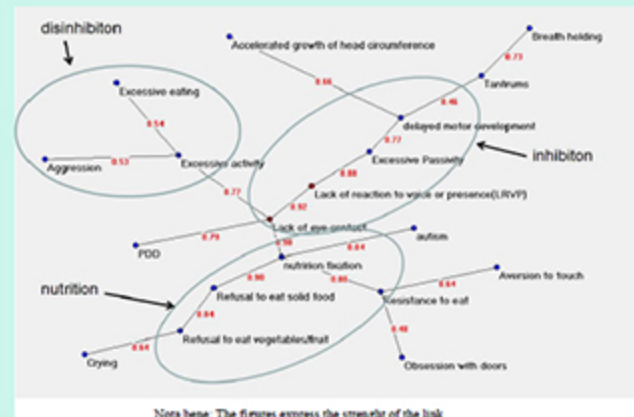 disinhibiton
Breath holding
Accelerated growth of head circumference
0.73
0.66
Tantrums
Excessive eating
0.46
delayed motor development
0.54
0.77
Excessive Passivity
inhibiton
Aggression
0.53
Excessive activity
0.88
0.77
Lack of reaction to voice or presence(LRVP)
0.92
Lack of eye contact
autism
0.79
0.98
0.84
PDD
nutrition fixation
Aversion to touch
0.90
0.80
0.64
nutrition
Refusal to eat solid food
Resistance to eat
0.84
Refusal to eat vegetables/fruit
0.48
0.64
Crying
Obsession with doors
Nora bene: The figures express the strenght of the link